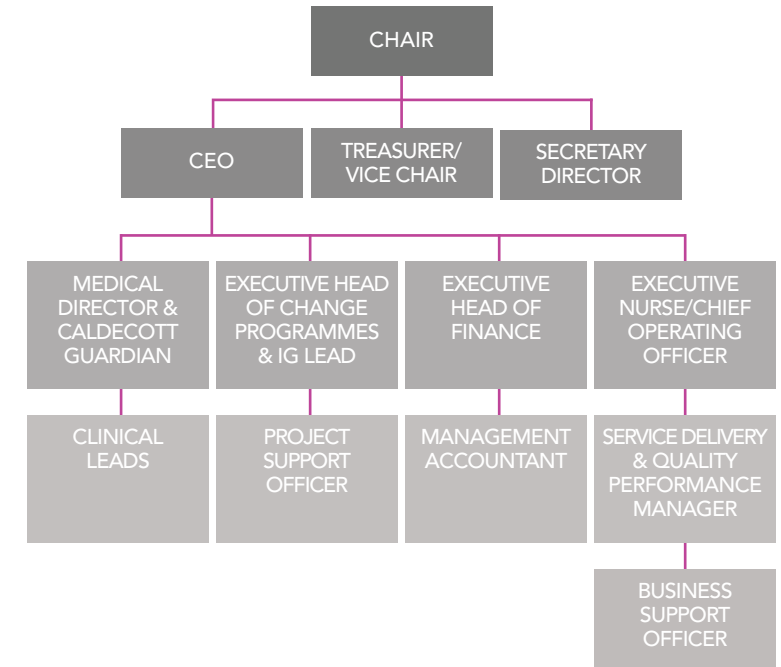 CHAIR
CEO
TREASURER/
VICE CHAIR
SECRETARY
DIRECTOR
MEDICAL
DIRECTOR &
CALDECOTT
GUARDIAN
EXECUTIVE HEAD
OF CHANGE
PROGRAMMES
& IG LEAD
EXECUTIVE
HEAD OF
FINANCE
EXECUTIVE
NURSE/CHIEF
OPERATING
OFFICER
CLINICAL
LEADS
PROJECT
SUPPORT
OFFICER
MANAGEMENT
ACCOUNTANT
SERVICE DELIVERY
& QUALITY
PERFORMANCE
MANAGER
BUSINESS
SUPPORT
OFFICER